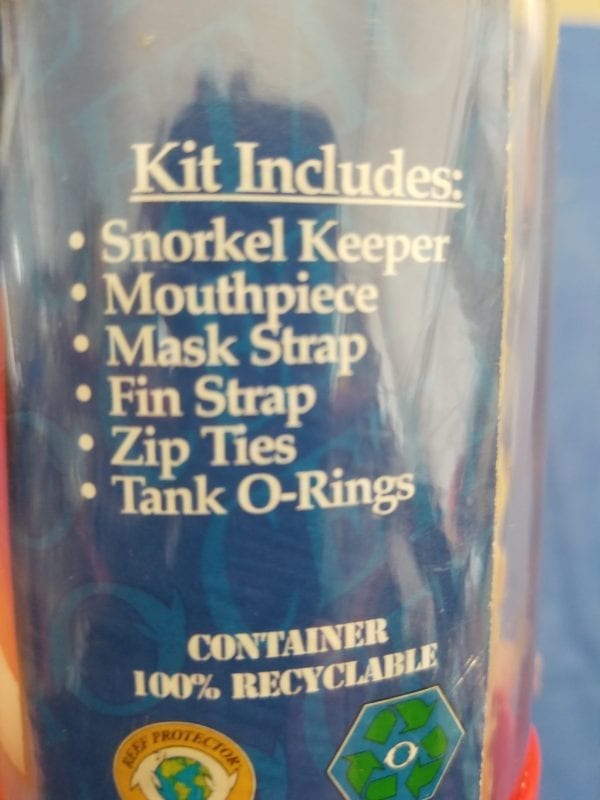 Kit Includes:
• Snorkel Keeper
• Mouthpiece
• Mask Strap
• Fin Strap
• Zip Ties
• Tank O-Rings
CONTAINER
100% RECYCLABLE
REEF PROTECTOR
O